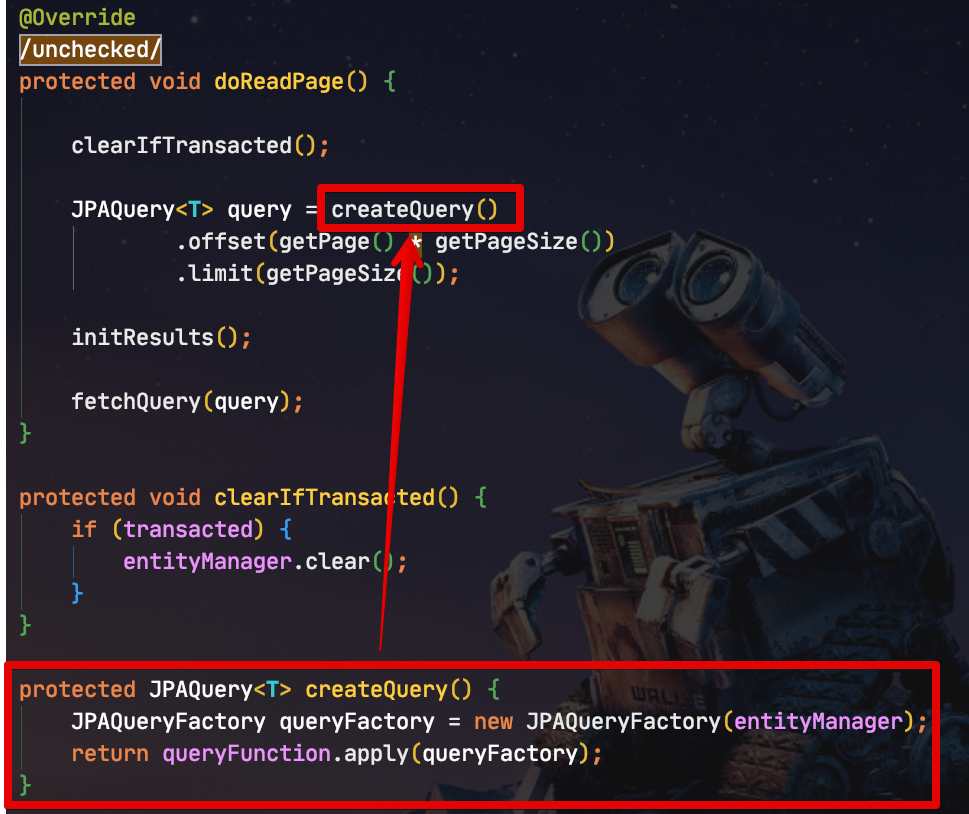 @Override
/unchecked/
protected void doReadPage() {
clearIfTransacted();
JPAQuery<T> query = createQuery()
.offset(getPage() * getPageSize())
.limit(getPageSize());
initResults();
fetchQuery(query);
}
protected void clearIfTransacted() {
if (transacted) {
entityManager.clear();
}
}
protected JPAQuery<T> createQuery() {
JPAQueryFactory queryFactory = new JPAQueryFactory(entityManager);
return queryFunction.apply(queryFactory);
}
WALL